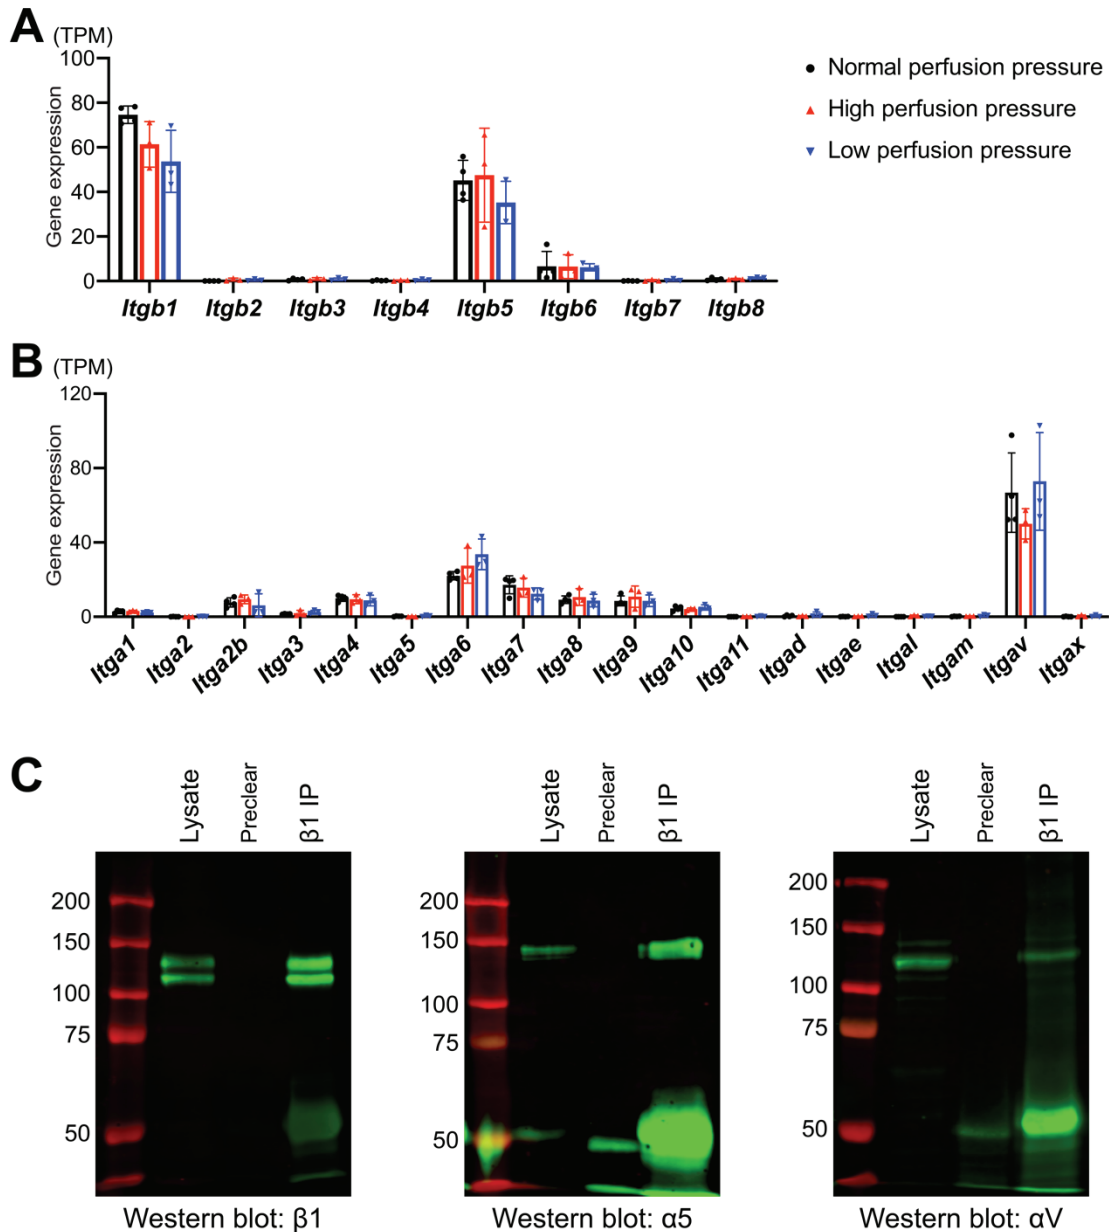 A (TPM)
100
80
60
40
20
0
Gene expression
Itgb1 Itgb2 Itgb3 Itgb4 Itgb5 Itgb6 Itgb7 Itgb8
Normal perfusion pressure
High perfusion pressure
Low perfusion pressure
B (TPM)
120
80
40
0
Gene expression
Itga1 Itga2 Itga2b Itga3 Itga4 Itga5 Itga6 Itga7 Itga8 Itga9 Itga10 Itga11 Itgad Itgae Itgal Itgam Itgav Itgax
C
Lysate Preclear β1 IP
200
150
100
75
50
Western blot: β1
Lysate Preclear β1 IP
200
150
100
75
50
Western blot: α5
Lysate Preclear β1 IP
200
150
100
75
50
Western blot: αV